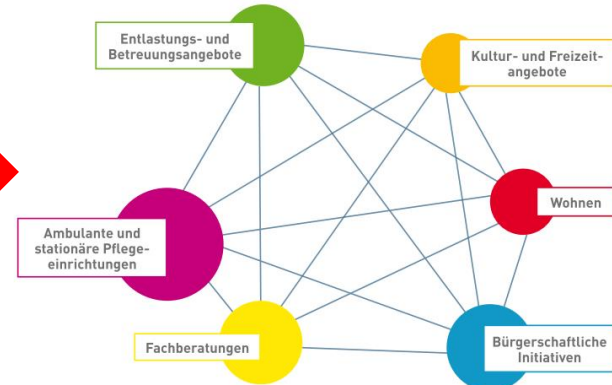 Entlastungs- und
Betreuungsangebote
Kultur- und Freizeit-
angebote
Wohnen
Ambulante und
stationäre Pflege-
einrichtungen
Fachberatungen
Bürgerschaftliche
Initiativen